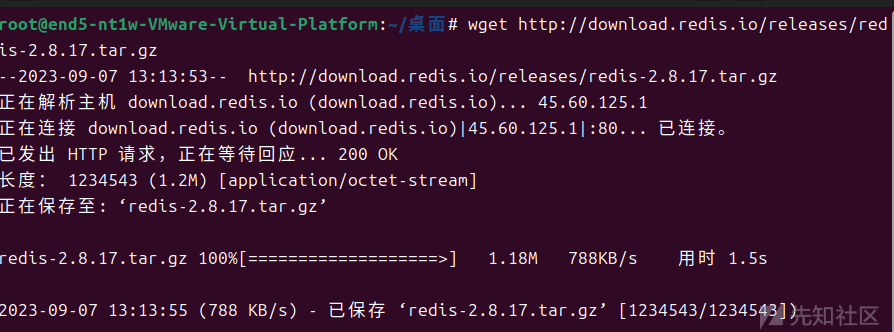 root@end5-nt1w-VMware-Virtual-Platform:~/桌面# wget http://download.redis.io/releases/red
is-2.8.17.tar.gz
--2023-09-07 13:13:53--  http://download.redis.io/releases/redis-2.8.17.tar.gz
正在解析主机 download.redis.io (download.redis.io)... 45.60.125.1
正在连接 download.redis.io (download.redis.io)|45.60.125.1|:80... 已连接。
已发出 HTTP 请求，正在等待回应... 200 OK
长度： 1234543 (1.2M) [application/octet-stream]
正在保存至: ‘redis-2.8.17.tar.gz’
redis-2.8.17.tar.gz 100%[===================>]   1.18M   788KB/s    用时 1.5s
2023-09-07 13:13:55 (788 KB/s) - 已保存 ‘redis-2.8.17.tar.gz’ [1234543/1234543])
先知社区